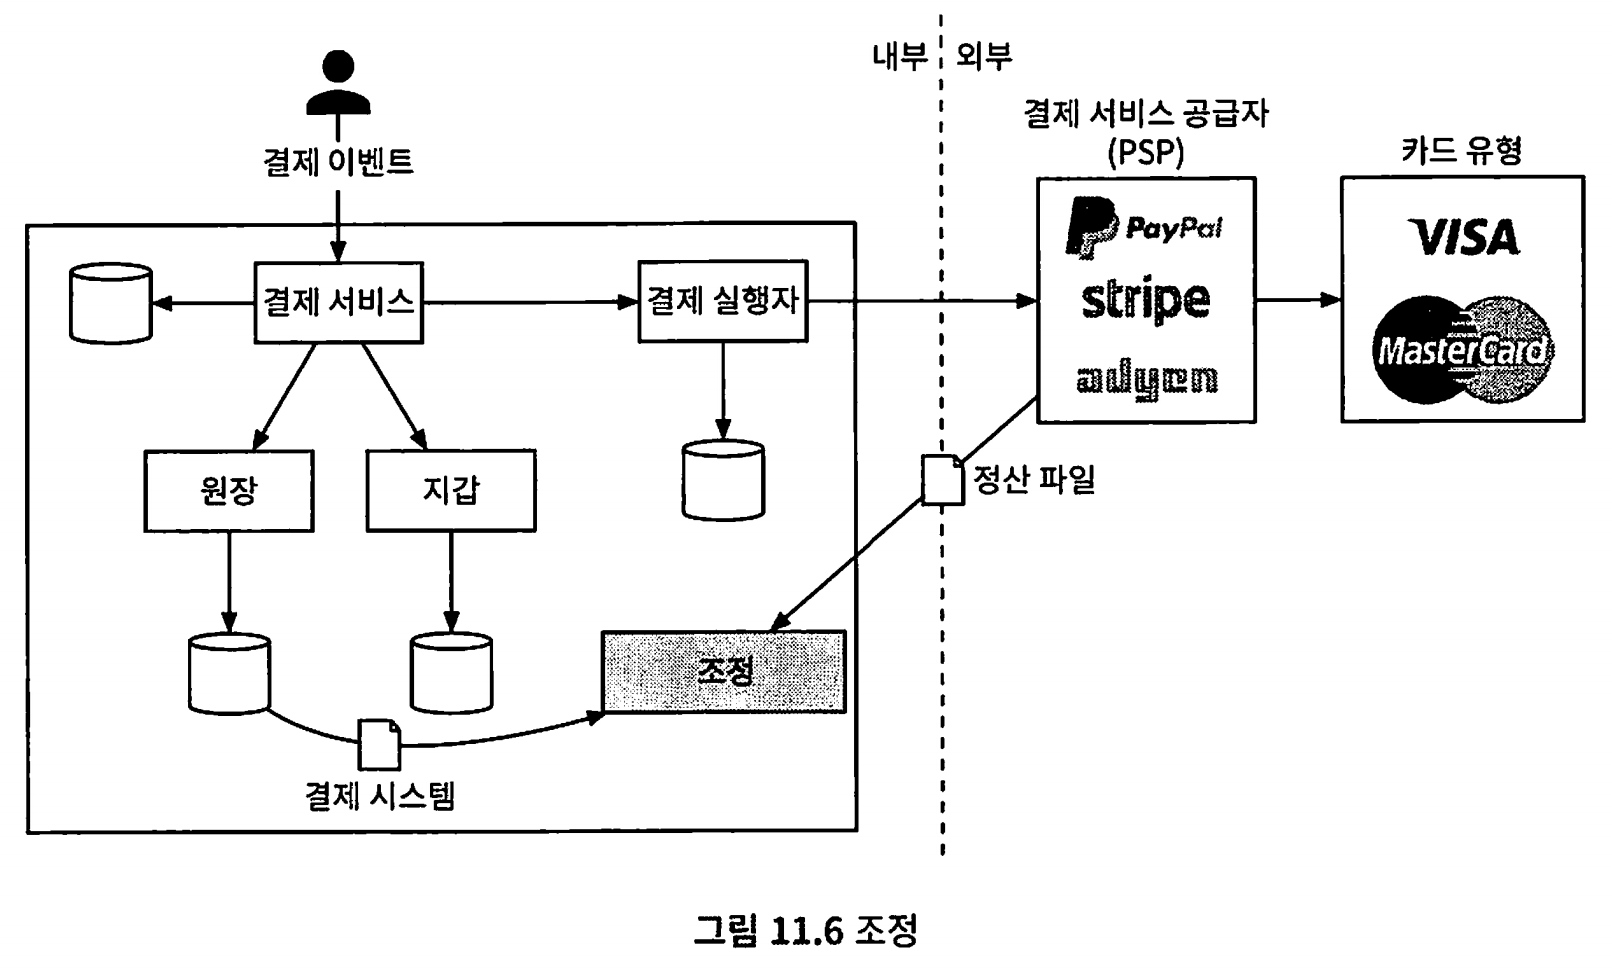 내부 외부
결제 서비스 공급자
(PSP)
카드 유형
결제 이벤트
PayPal
VISA
결제 서비스
결제 실행자
stripe
MasterCard
adyen
원장
지갑
정산 파일
조정
결제 시스템
그림 11.6 조정